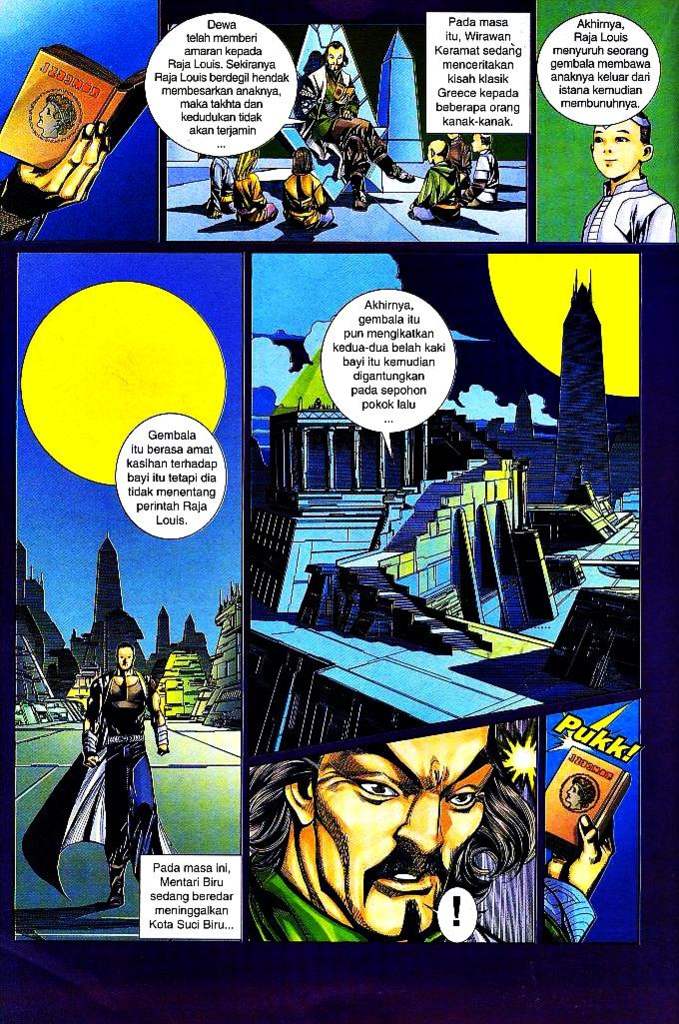 Dewa
telah memberi
amaran kepada
Raja Louis. Sekiranya
Raja Louis berdegil hendak
membesarkan anaknya,
maka takhta dan
kedudukan tidak
akan terjamin
...
Pada masa
itu, Wirawan
Keramat sedang
menceritakan
kisah klasik
Greece kepada
beberapa orang
kanak-kanak.
Akhirnya,
Raja Louis
menyuruh seorang
gembala membawa
anaknya keluar dari
istana kemudian
membunuhnya.
Gembala
itu berasa amat
kasihan terhadap
bayi itu tetapi dia
tidak menentang
perintah Raja
Louis.
Pada masa ini,
Mentari Biru
sedang beredar
meninggalkan
Kota Suci Biru...
Akhirnya,
gembala itu
pun mengikatkan
kedua-dua belah kaki
bayi itu kemudian
digantungkan
pada sepohon
pokok lalu
...
!
Pukk!